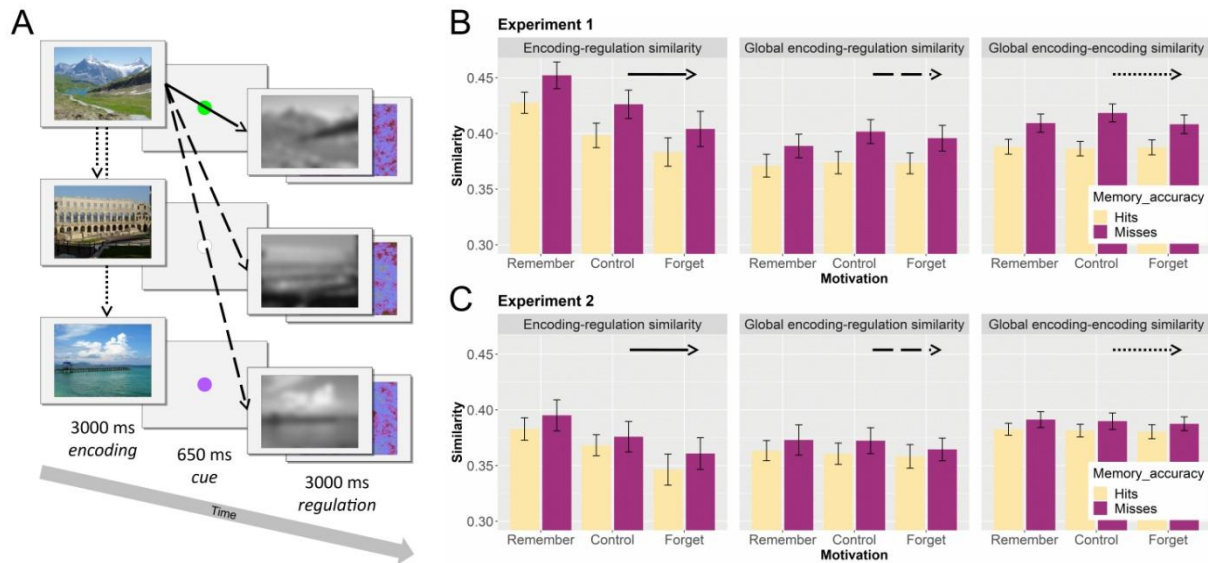 A
3000 ms
encoding
650 ms
cue
3000 ms
regulation
Time
B
Experiment 1
Encoding-regulation similarity
Global encoding-regulation similarity
Global encoding-encoding similarity
Similarity
0.45
0.40
0.35
0.30
Memory_accuracy
Hits
Misses
Remember Control Forget
Remember Control Forget
Remember Control Forget
Motivation
C
Experiment 2
Encoding-regulation similarity
Global encoding-regulation similarity
Global encoding-encoding similarity
Similarity
0.45
0.40
0.35
0.30
Memory_accuracy
Hits
Misses
Remember Control Forget
Remember Control Forget
Remember Control Forget
Motivation